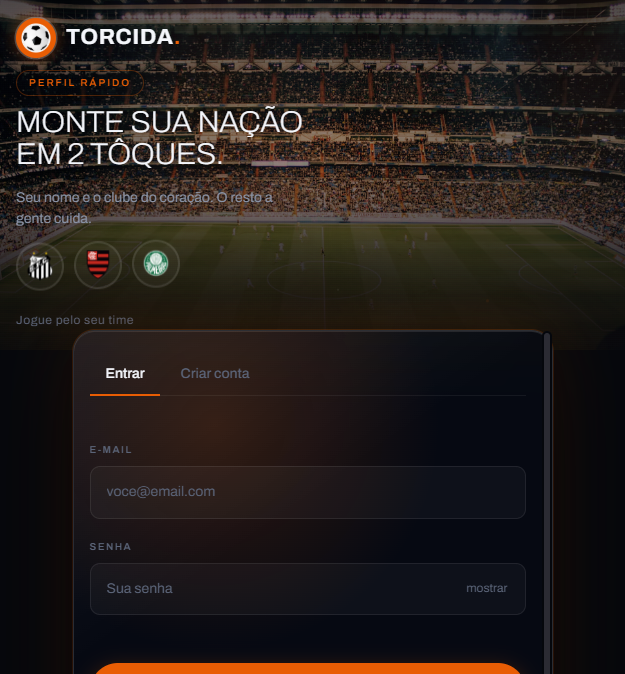 TORCIDA.
PERFIL RÁPIDO
MONTE SUA NAÇÃO
EM 2 TÔQUES.
Seu nome e o clube do coração. O resto a
gente cuida.
Jogue pelo seu time
Entrar Criar conta
E-MAIL
voce@email.com
SENHA
Sua senha mostrar